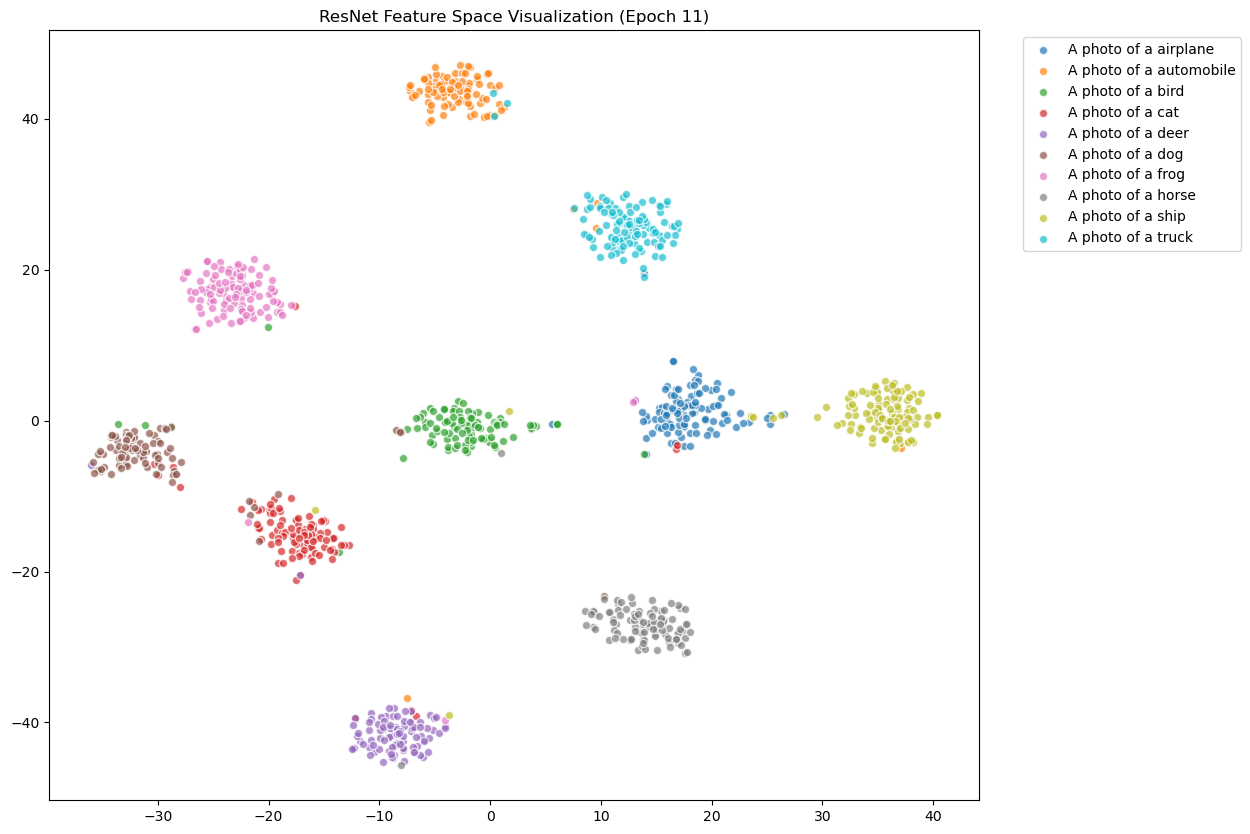 ResNet Feature Space Visualization (Epoch 11)
A photo of a airplane
A photo of a automobile
A photo of a bird
A photo of a cat
A photo of a deer
A photo of a dog
A photo of a frog
A photo of a horse
A photo of a ship
A photo of a truck
40
20
0
−20
−40
−30 −20 −10 0 10 20 30 40